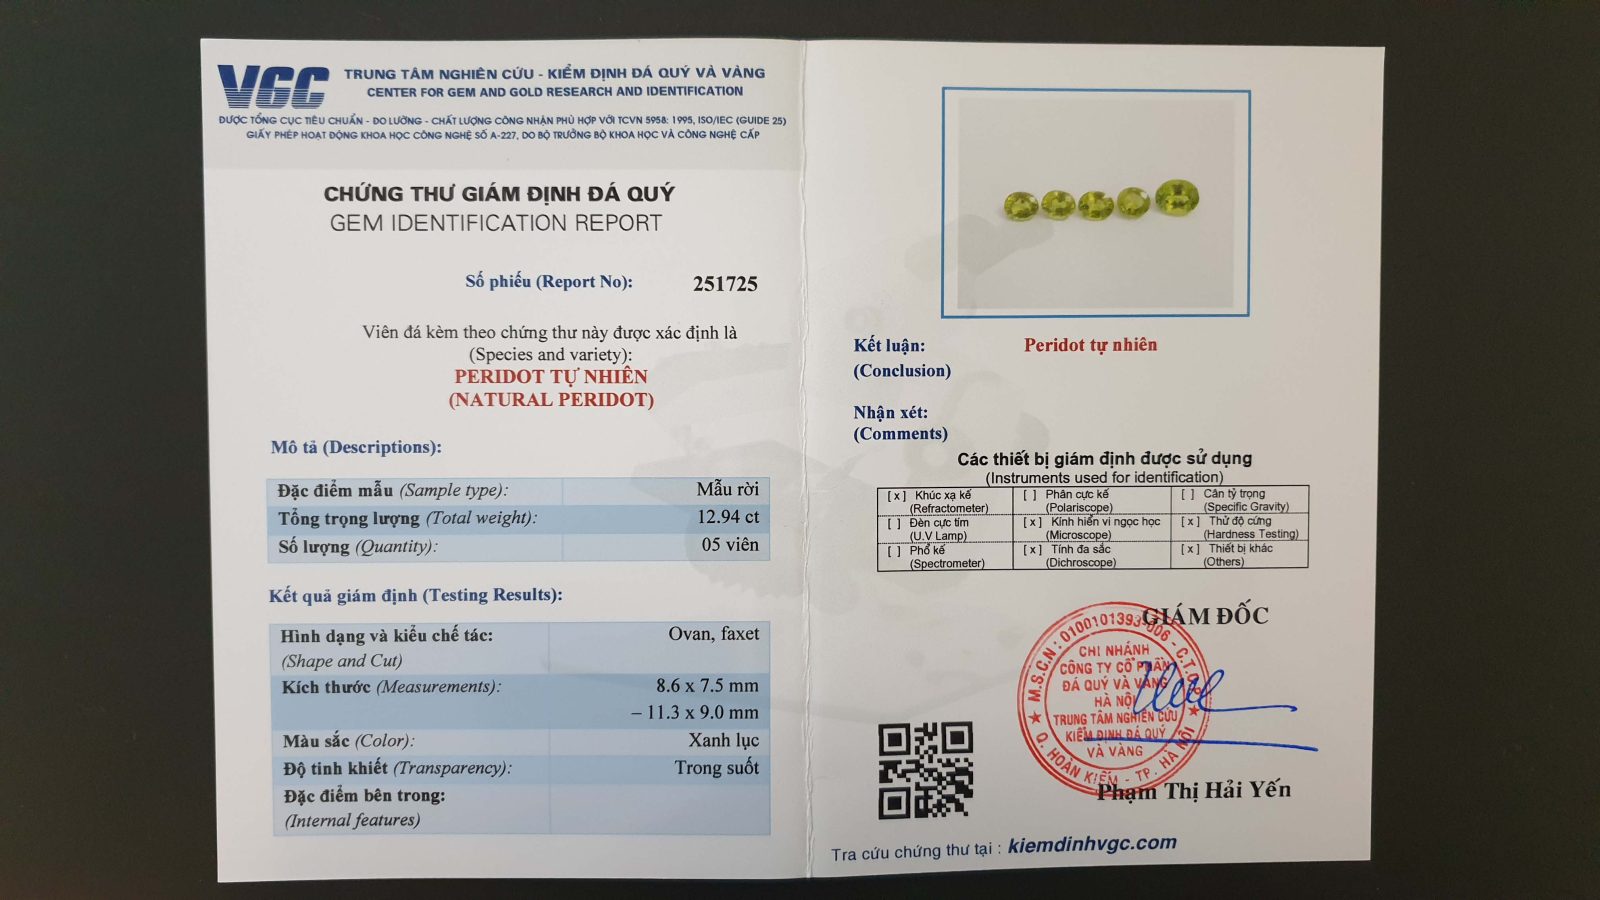 VGC
TRUNG TÂM NGHIÊN CỨU - KIỂM ĐỊNH ĐÁ QUÝ VÀ VÀNG
CENTER FOR GEM AND GOLD RESEARCH AND IDENTIFICATION
ĐƯỢC TỔNG CỤC TIÊU CHUẨN - ĐO LƯỜNG - CHẤT LƯỢNG CÔNG NHẬN PHÙ HỢP VỚI TCVN 5958: 1995, ISO/IEC (GUIDE 25)
GIẤY PHÉP HOẠT ĐỘNG KHOA HỌC CÔNG NGHỆ SỐ A-227, DO BỘ TRƯỞNG BỘ KHOA HỌC VÀ CÔNG NGHỆ CẤP
CHỨNG THƯ GIÁM ĐỊNH ĐÁ QUÝ
GEM IDENTIFICATION REPORT
Số phiếu (Report No): 251725
Viên đá kèm theo chứng thư này được xác định là
(Species and variety):
PERIDOT TỰ NHIÊN
(NATURAL PERIDOT)
Mô tả (Descriptions):
Đặc điểm mẫu (Sample type): Mẫu rời
Tổng trọng lượng (Total weight): 12.94 ct
Số lượng (Quantity): 05 viên
Kết quả giám định (Testing Results):
Hình dạng và kiểu chế tác: Ovan, faxet
(Shape and Cut)
Kích thước (Measurements): 8.6 x 7.5 mm
– 11.3 x 9.0 mm
Màu sắc (Color): Xanh lục
Độ tinh khiết (Transparency): Trong suốt
Đặc điểm bên trong:
(Internal features)
Kết luận: Peridot tự nhiên
(Conclusion)
Nhận xét:
(Comments)
Các thiết bị giám định được sử dụng
(Instruments used for identification)
[x] Khúc xạ kế [ ] Phân cực kế [ ] Cân tỷ trọng
(Refractometer) (Polariscope) (Specific Gravity)
[ ] Đèn cực tím [x] Kính hiển vi ngọc học [x] Thử độ cứng
(U.V Lamp) (Microscope) (Hardness Testing)
[ ] Phổ kế [x] Tính đa sắc [x] Thiết bị khác
(Spectrometer) (Dichroscope) (Others)
GIÁM ĐỐC
M.S.C.N: 0100101393-006 - C.T.C.P
CHI NHÁNH
CÔNG TY CỔ PHẦN
ĐÁ QUÝ VÀ VÀNG
HÀ NỘI
TRUNG TÂM NGHIÊN CỨU
KIỂM ĐỊNH ĐÁ QUÝ
VÀ VÀNG
Q. HOÀN KIẾM - TP. HÀ NỘI
Phạm Thị Hải Yến
Tra cứu chứng thư tại : kiemdinhvgc.com